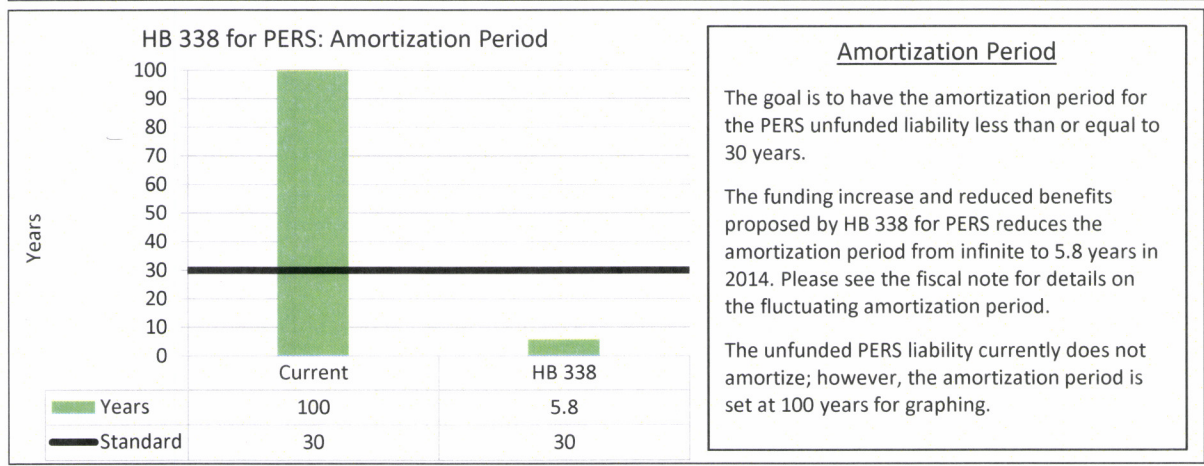 HB 338 for PERS: Amortization Period
Years
100
90
80
70
60
50
40
30
20
10
0
Current HB 338
Years 100 5.8
Standard 30 30
Amortization Period
The goal is to have the amortization period for
the PERS unfunded liability less than or equal to
30 years.
The funding increase and reduced benefits
proposed by HB 338 for PERS reduces the
amortization period from infinite to 5.8 years in
2014. Please see the fiscal note for details on
the fluctuating amortization period.
The unfunded PERS liability currently does not
amortize; however, the amortization period is
set at 100 years for graphing.